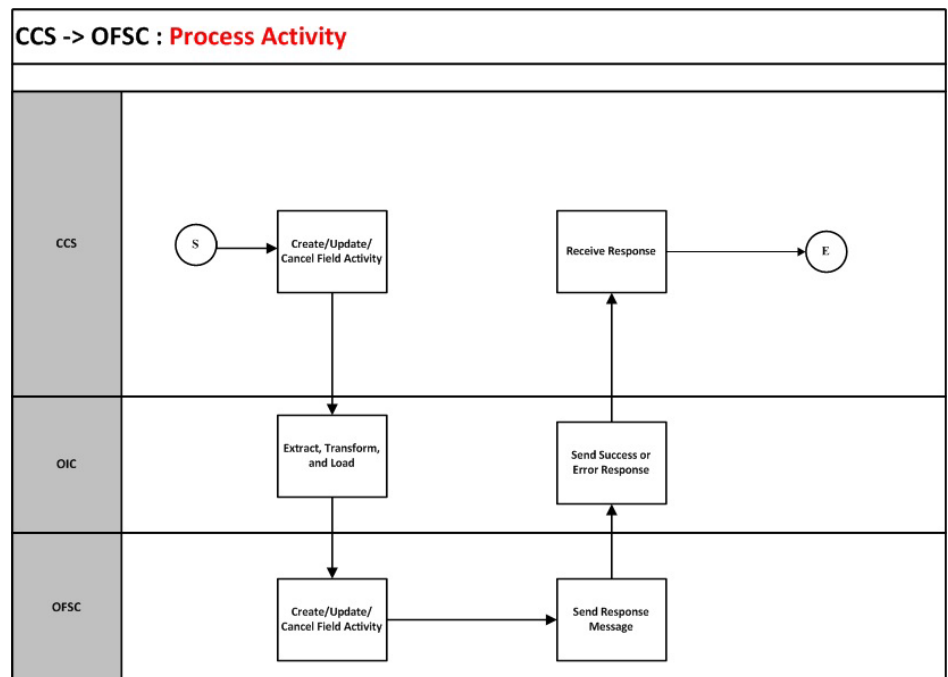 CCS -> OFSC : Process Activity
CCS
S
Create/Update/
Cancel Field Activity
Receive Response
E
OIC
Extract, Transform,
and Load
Send Success or
Error Response
OFSC
Create/Update/
Cancel Field Activity
Send Response
Message